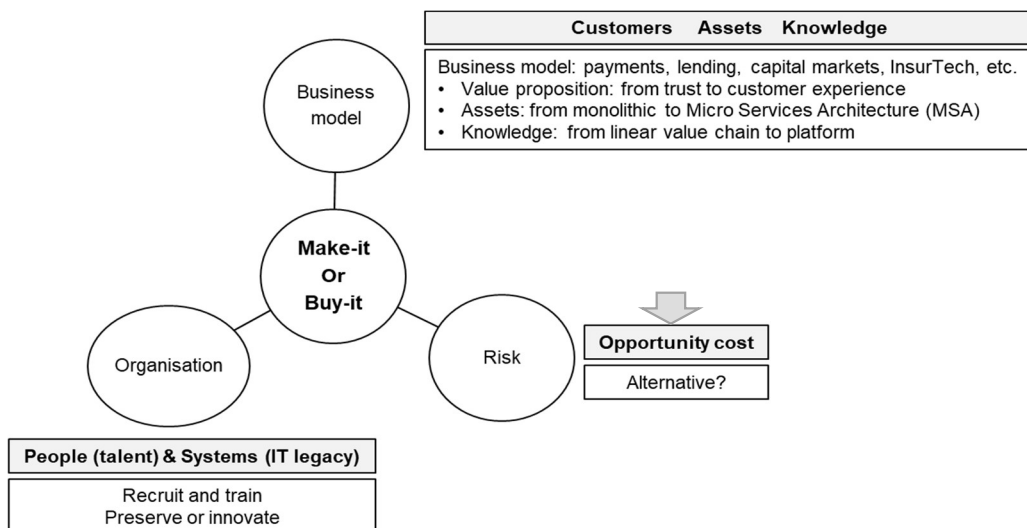 Customers Assets Knowledge
Business model: payments, lending, capital markets, InsurTech, etc.
• Value proposition: from trust to customer experience
• Assets: from monolithic to Micro Services Architecture (MSA)
• Knowledge: from linear value chain to platform
Business
model
Make-it
Or
Buy-it
Organisation
Risk
Opportunity cost
Alternative?
People (talent) & Systems (IT legacy)
Recruit and train
Preserve or innovate